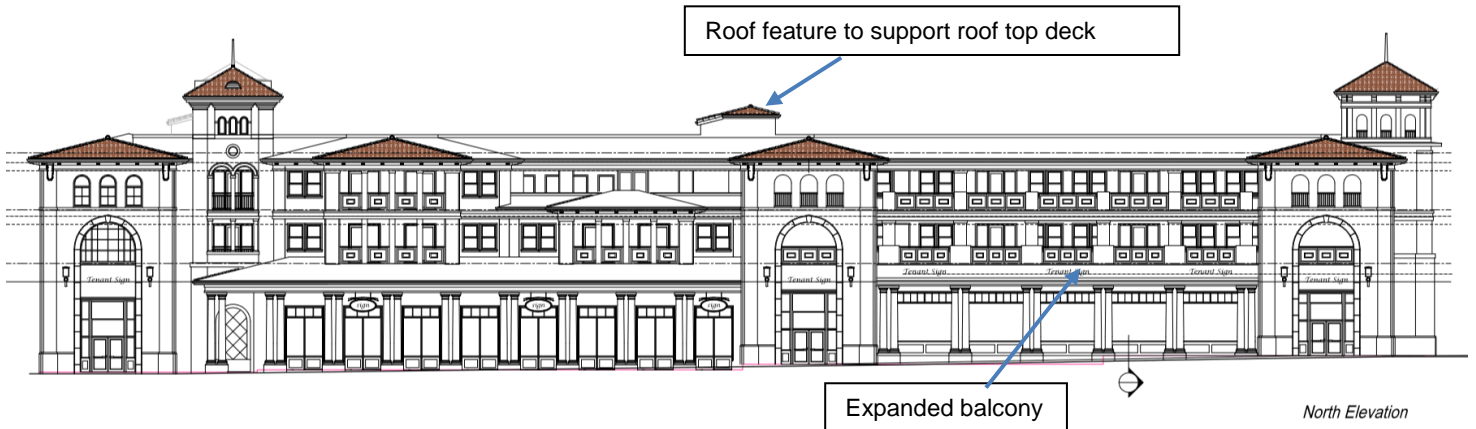 Roof feature to support roof top deck
Tenant Sign
Tenant Sign
Tenant Sign
Tenant Sign
Tenant Sign
Tenant Sign
sign
sign
sign
Expanded balcony
North Elevation